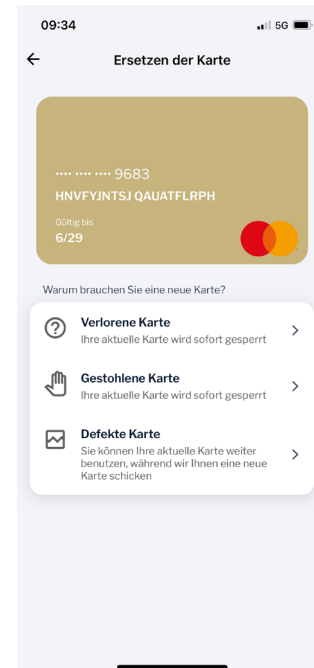 09:34 5G
Ersetzen der Karte
•••• •••• •••• 9683
HNVFYJNTSJ QAUATFLRPH
Gültig bis
6/29
Warum brauchen Sie eine neue Karte?
Verlorene Karte
Ihre aktuelle Karte wird sofort gesperrt
Gestohlene Karte
Ihre aktuelle Karte wird sofort gesperrt
Defekte Karte
Sie können Ihre aktuelle Karte weiter
benutzen, während wir Ihnen eine neue
Karte schicken